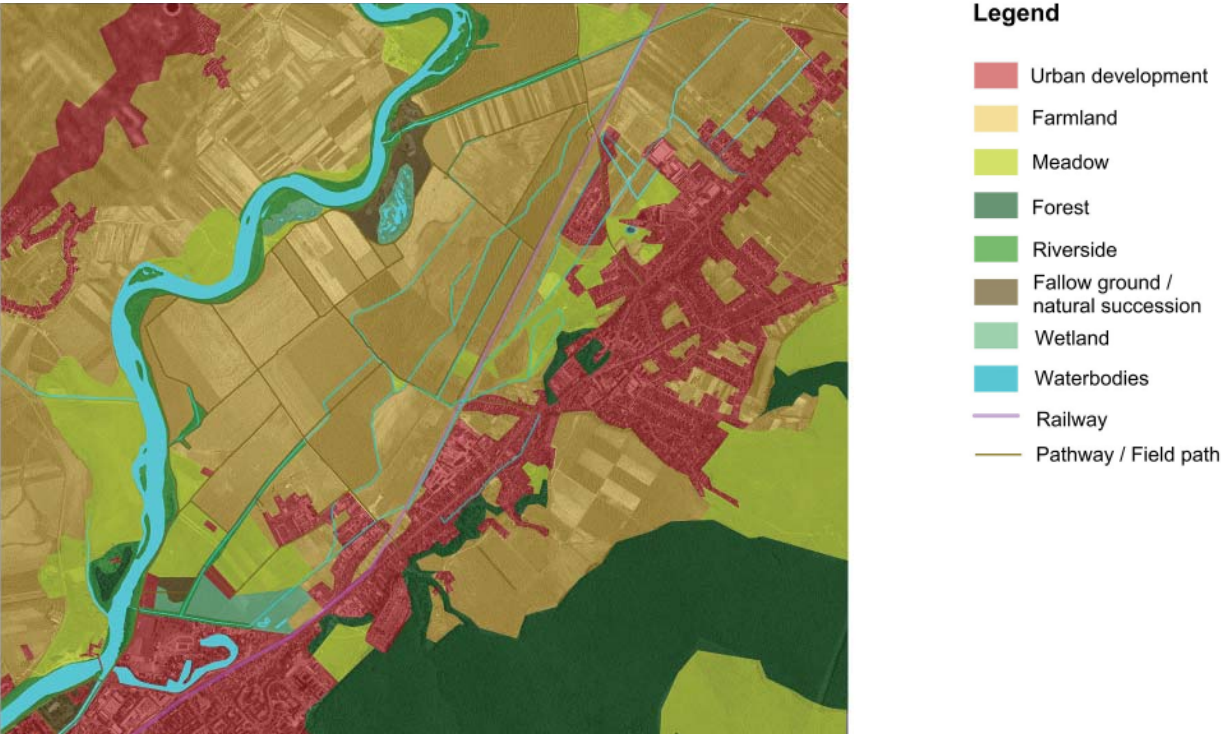 Legend
Urban development
Farmland
Meadow
Forest
Riverside
Fallow ground /
natural succession
Wetland
Waterbodies
Railway
Pathway / Field path